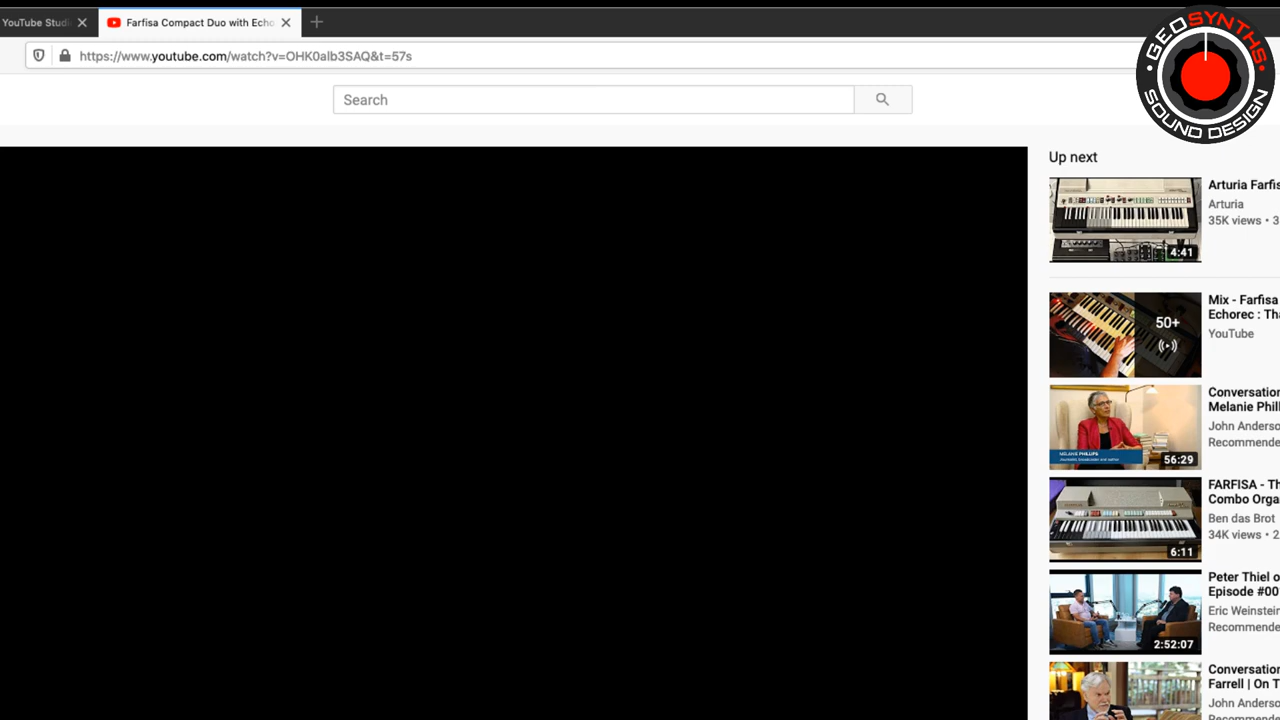 YouTube Studi
Farfisa Compact Duo with Echo
https://www.youtube.com/watch?v=OHK0alb3SAQ&t=57s
GEOSYNTHS
SOUND DESIGN
Search
Up next
Arturia Farfis
Arturia
35K views • 3
4:41
Mix - Farfisa
Echorec : Tha
YouTube
50+
Conversation
Melanie Phill
John Anderso
Recommende
MELANIE PHILLIPS
56:29
FARFISA - Th
Combo Orga
Ben das Brot
34K views • 2
6:11
Peter Thiel o
Episode #00
Eric Weinstein
Recommende
2:52:07
Conversation
Farrell | On T
John Anderso
Recommende